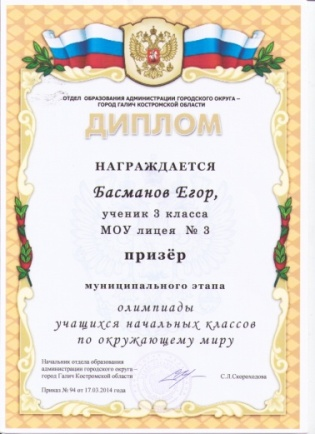 ОТДЕЛ ОБРАЗОВАНИЯ АДМИНИСТРАЦИИ ГОРОДСКОГО ОКРУГА –
ГОРОД ГАЛИЧ КОСТРОМСКОЙ ОБЛАСТИ
ДИПЛОМ
НАГРАЖДАЕТСЯ
Басманов Егор,
ученик 3 класса
МОУ лицея № 3
призёр
муниципального этапа
олимпиады
учащихся начальных классов
по окружающему миру
Начальник отдела образования
администрации городского округа –
город Галич Костромской области
С.Л.Скороходова
Приказ № 94 от 17.03.2014 года